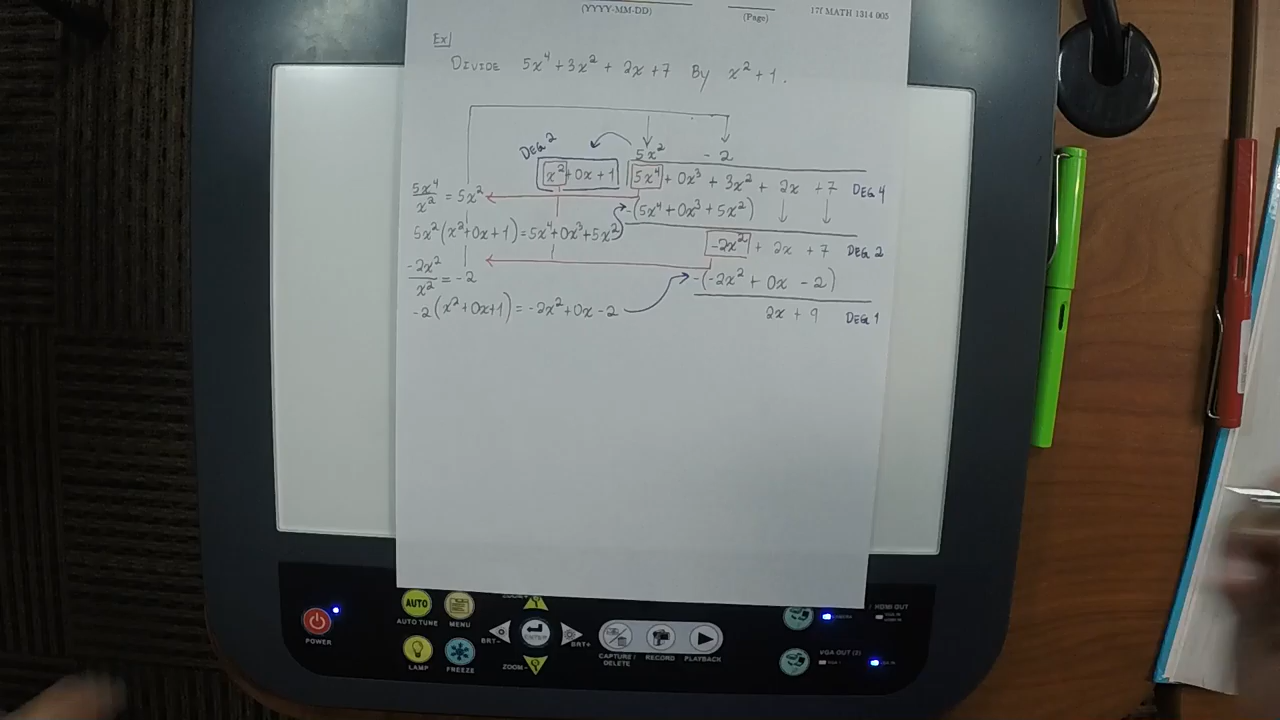 (YYYY-MM-DD) (Page) 17f MATH 1314 005
Ex|
DIVIDE 5x⁴ + 3x² + 2x + 7 By x² + 1.
DEG 2
5x² - 2
x² + 0x + 1 | 5x⁴ + 0x³ + 3x² + 2x + 7 DEG 4
5x⁴/x² = 5x²
-(5x⁴ + 0x³ + 5x²)
5x²(x² + 0x + 1) = 5x⁴ + 0x³ + 5x²
-2x² + 2x + 7 DEG 2
-2x²/x² = -2
-(-2x² + 0x - 2)
-2(x² + 0x + 1) = -2x² + 0x - 2
2x + 9 DEG 1
POWER
AUTO
AUTO TUNE
MENU
LAMP
FREEZE
BRT- ENTER BRT+
ZOOM-
CAPTURE/
DELETE
RECORD
PLAYBACK
/ HDMI OUT
VGA OUT (2)